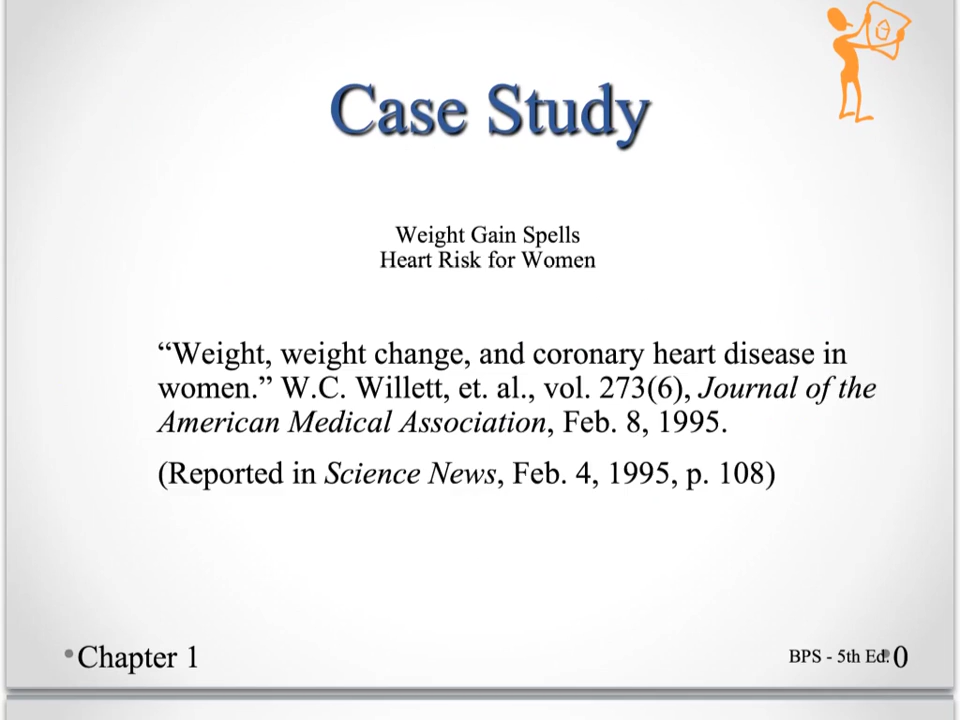 Case Study
Weight Gain Spells
Heart Risk for Women
“Weight, weight change, and coronary heart disease in
women.” W.C. Willett, et. al., vol. 273(6), Journal of the
American Medical Association, Feb. 8, 1995.
(Reported in Science News, Feb. 4, 1995, p. 108)
•Chapter 1
BPS - 5th Ed.
•0